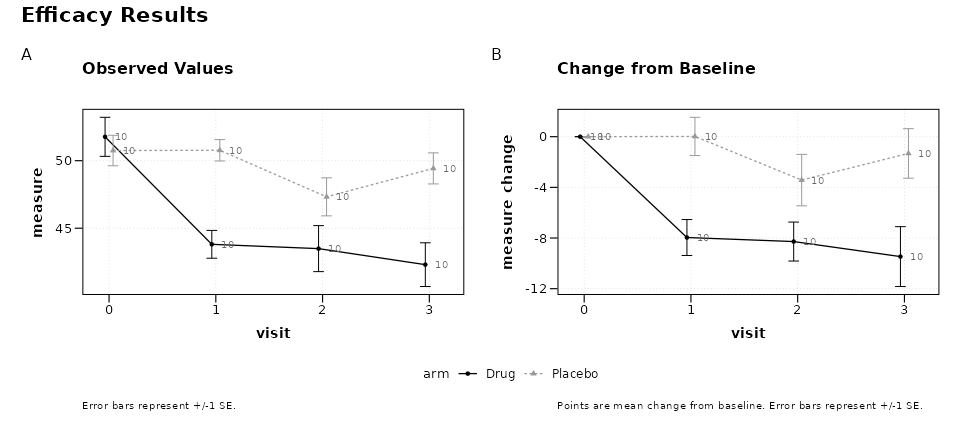 Efficacy Results
A
Observed Values
measure
50
45
10
10
10
10
10
10
10
10
0 1 2 3
visit
B
Change from Baseline
measure change
0
-4
-8
-12
10
10
10
10
10
10
10
10
0 1 2 3
visit
arm Drug Placebo
Error bars represent +/-1 SE.
Points are mean change from baseline. Error bars represent +/-1 SE.